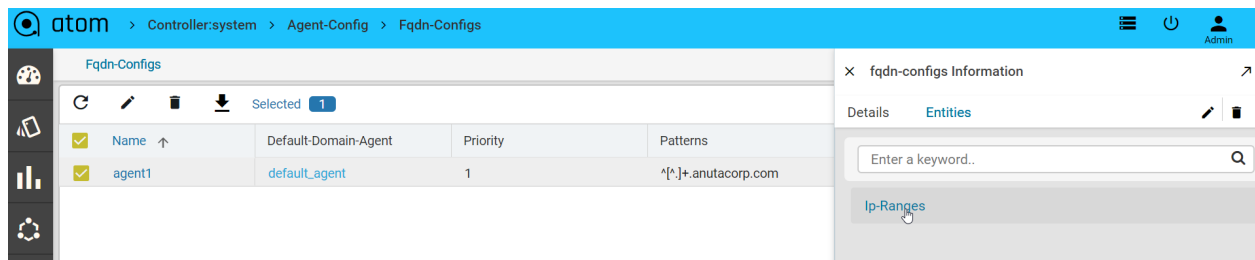 atom > Controller:system > Agent-Config > Fqdn-Configs
Admin
Fqdn-Configs
Selected 1
Name Default-Domain-Agent Priority Patterns
agent1 default_agent 1 ^[^.]+.anutacorp.com
fqdn-configs Information
Details Entities
Enter a keyword..
Ip-Ranges